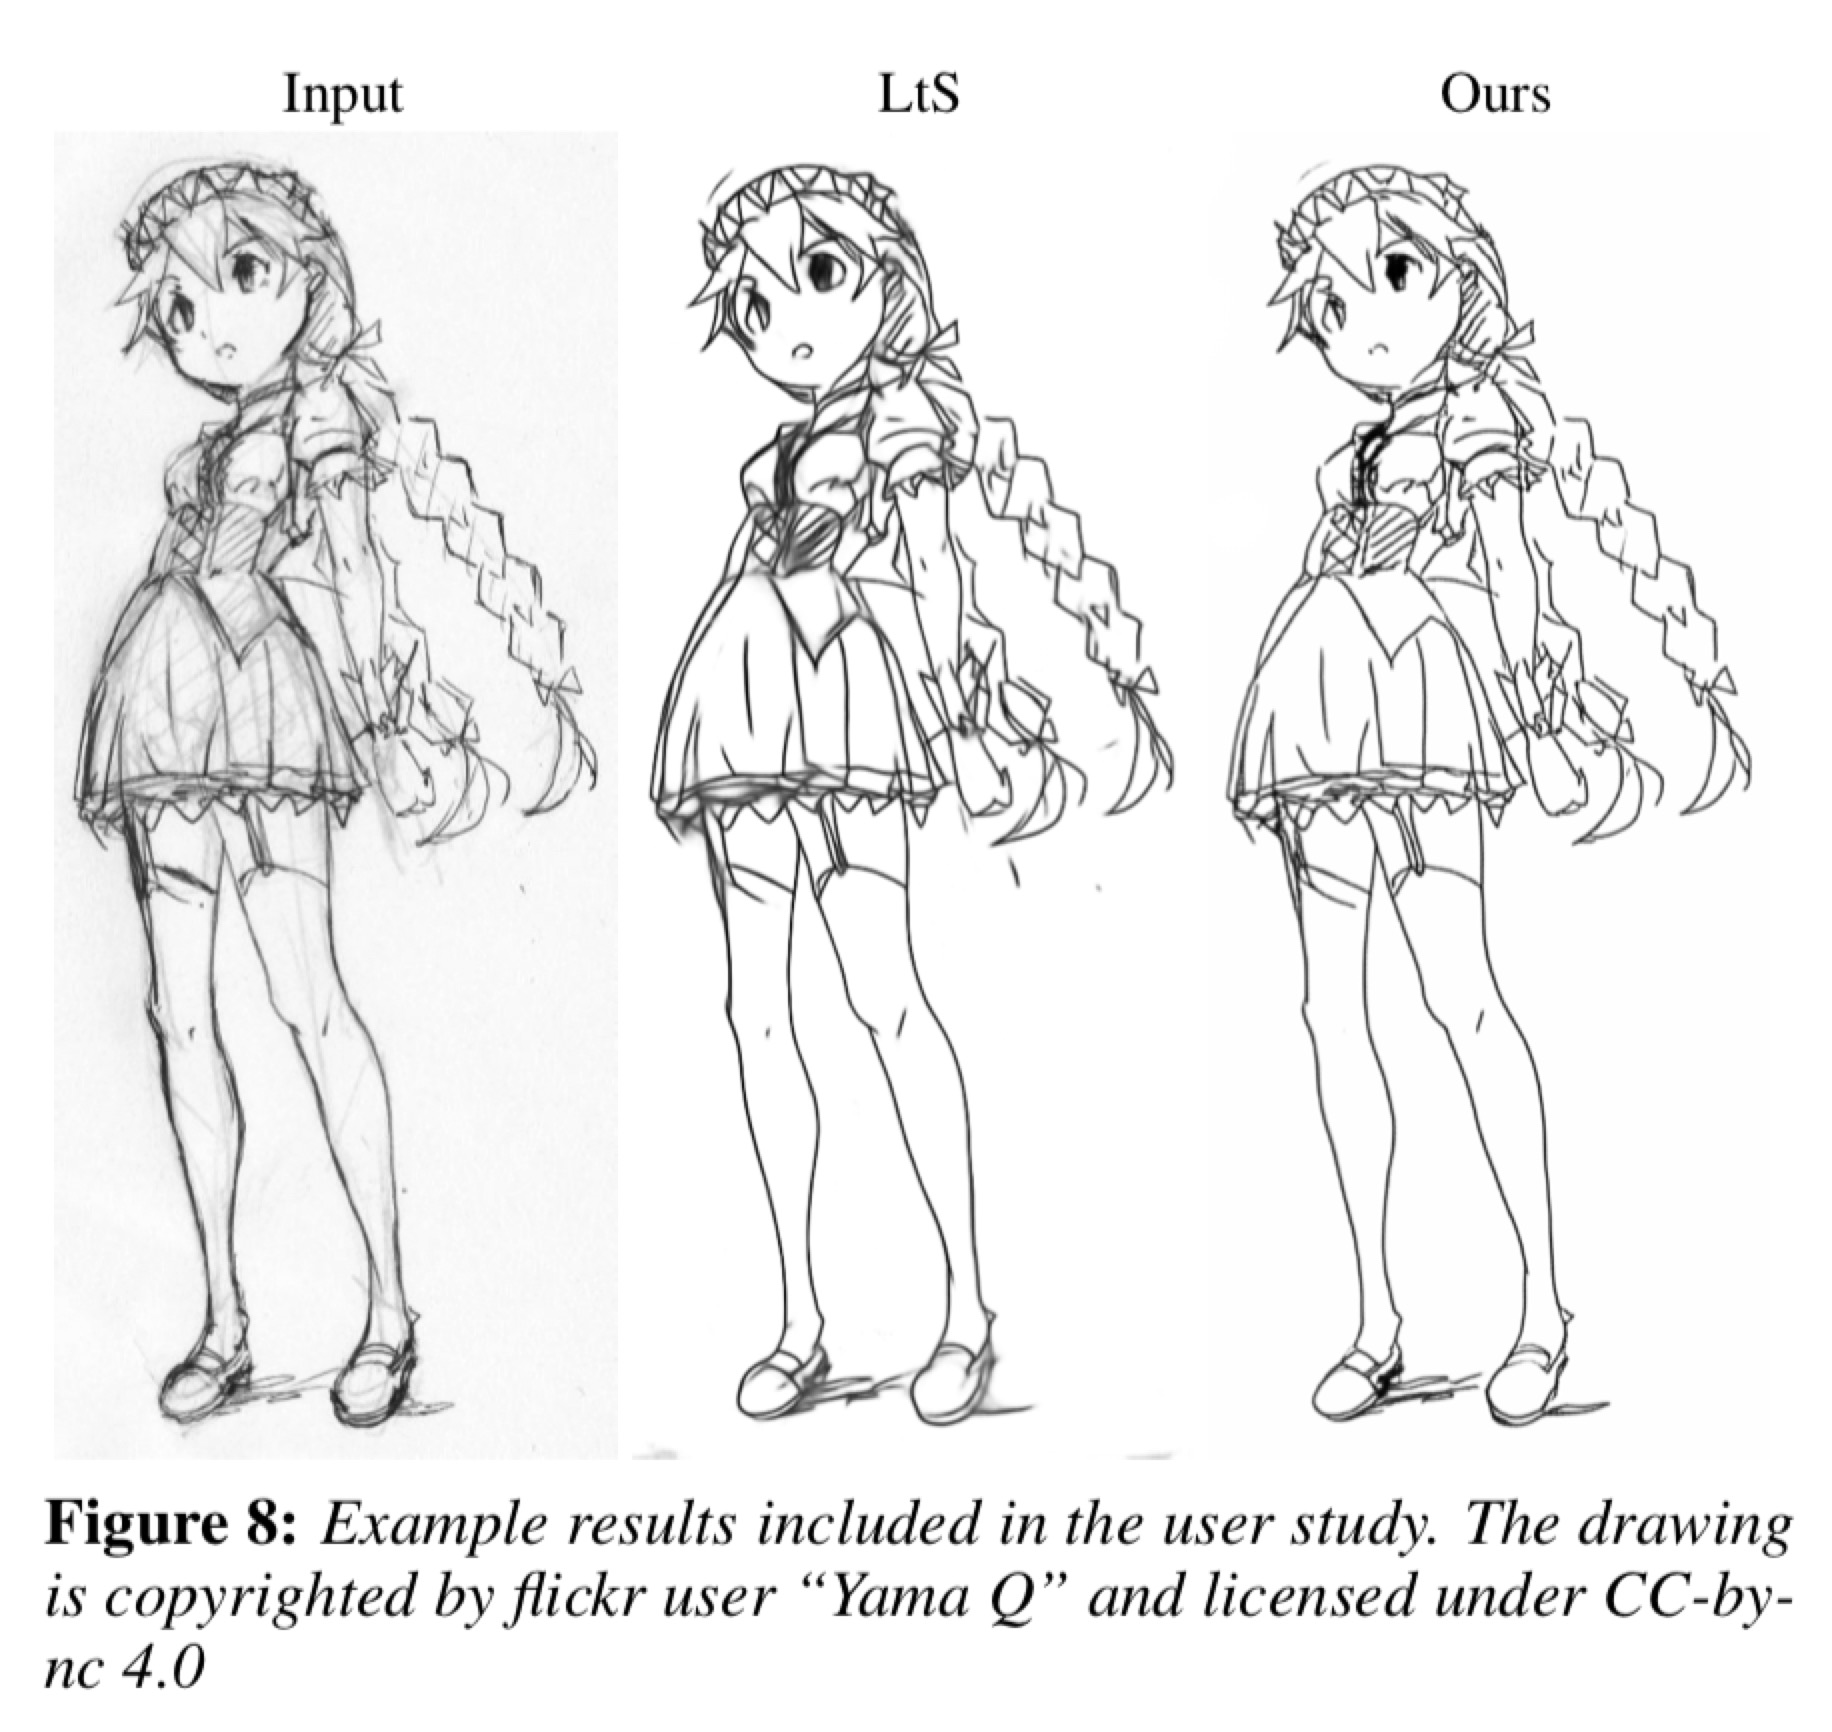 Input LtS Ours
Figure 8: Example results included in the user study. The drawing
is copyrighted by flickr user “Yama Q” and licensed under CC-by-
nc 4.0